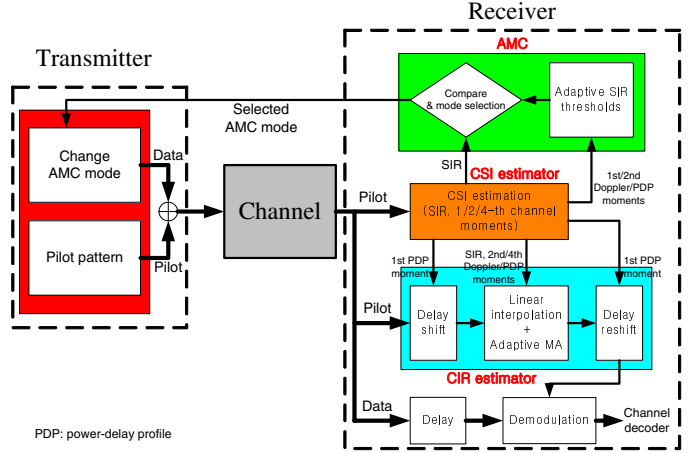 Receiver
Transmitter
AMC
Compare
& mode selection
Adaptive SIR
thresholds
Selected
AMC mode
Change
AMC mode
Data
SIR
CSI estimator
1st/2nd
Doppler/PDP
moments
Channel
Pilot
CSI estimation
(SIR, 1/2/4-th channel
moments)
Pilot pattern
Pilot
1st PDP
moment
SIR, 2nd/4th
Doppler/PDP
moments
1st PDP
moment
Pilot
Delay
shift
Linear
interpolation
+
Adaptive MA
Delay
reshift
CIR estimator
Data
Delay
Demodulation
Channel
decoder
PDP: power-delay profile